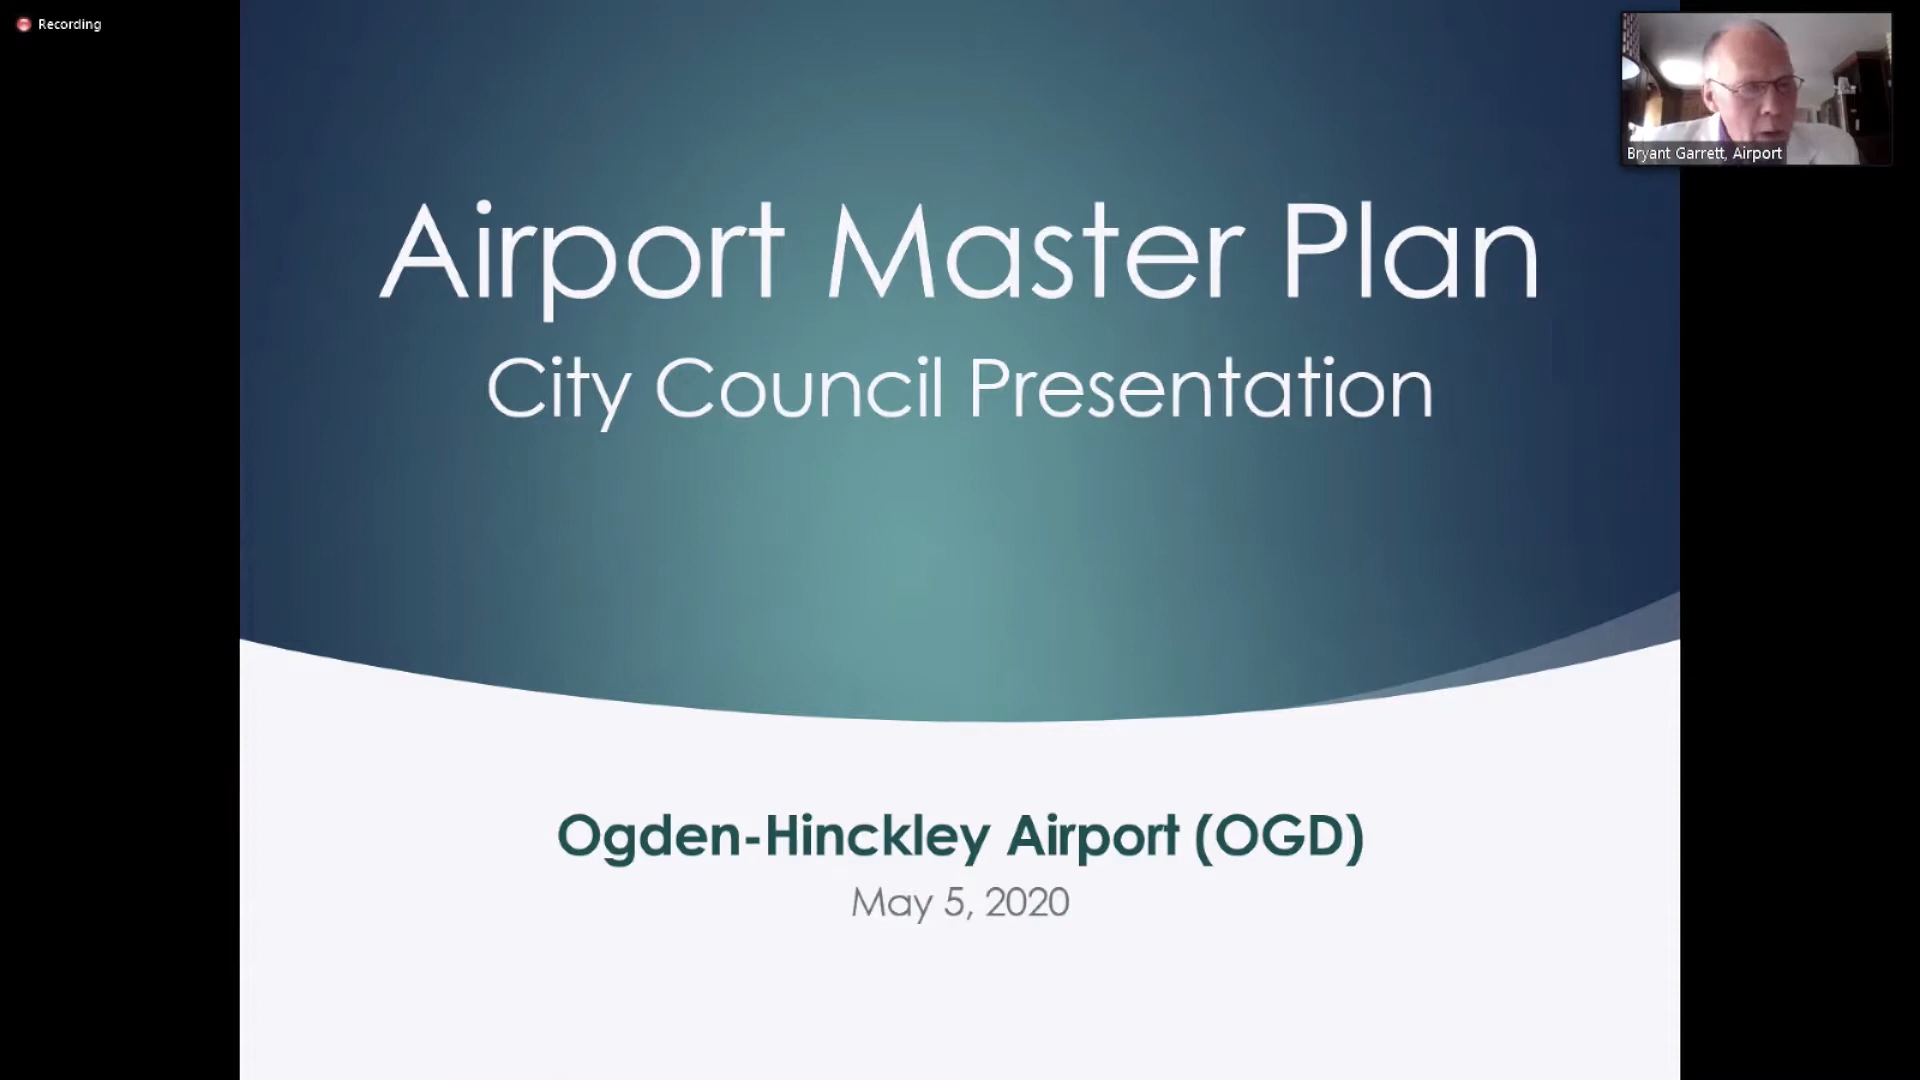 Recording
Bryant Garrett, Airport
Airport Master Plan
City Council Presentation
Ogden-Hinckley Airport (OGD)
May 5, 2020